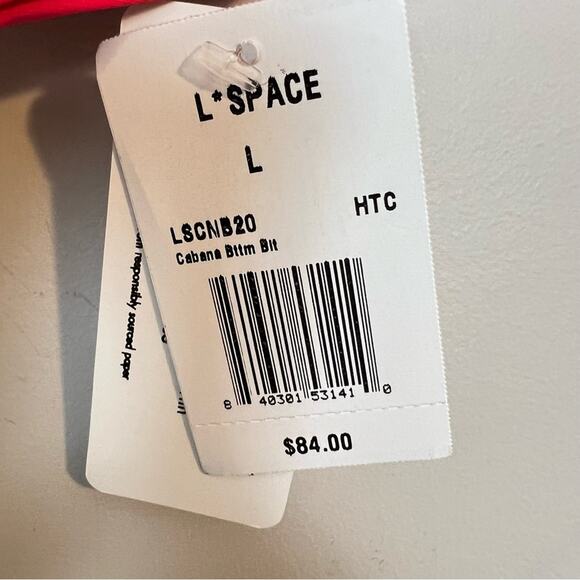 L*SPACE
L
LSCNB20 HTC
Cabana Bttm Blt
8 40301 53141 0
$84.00
responsibly sourced paper